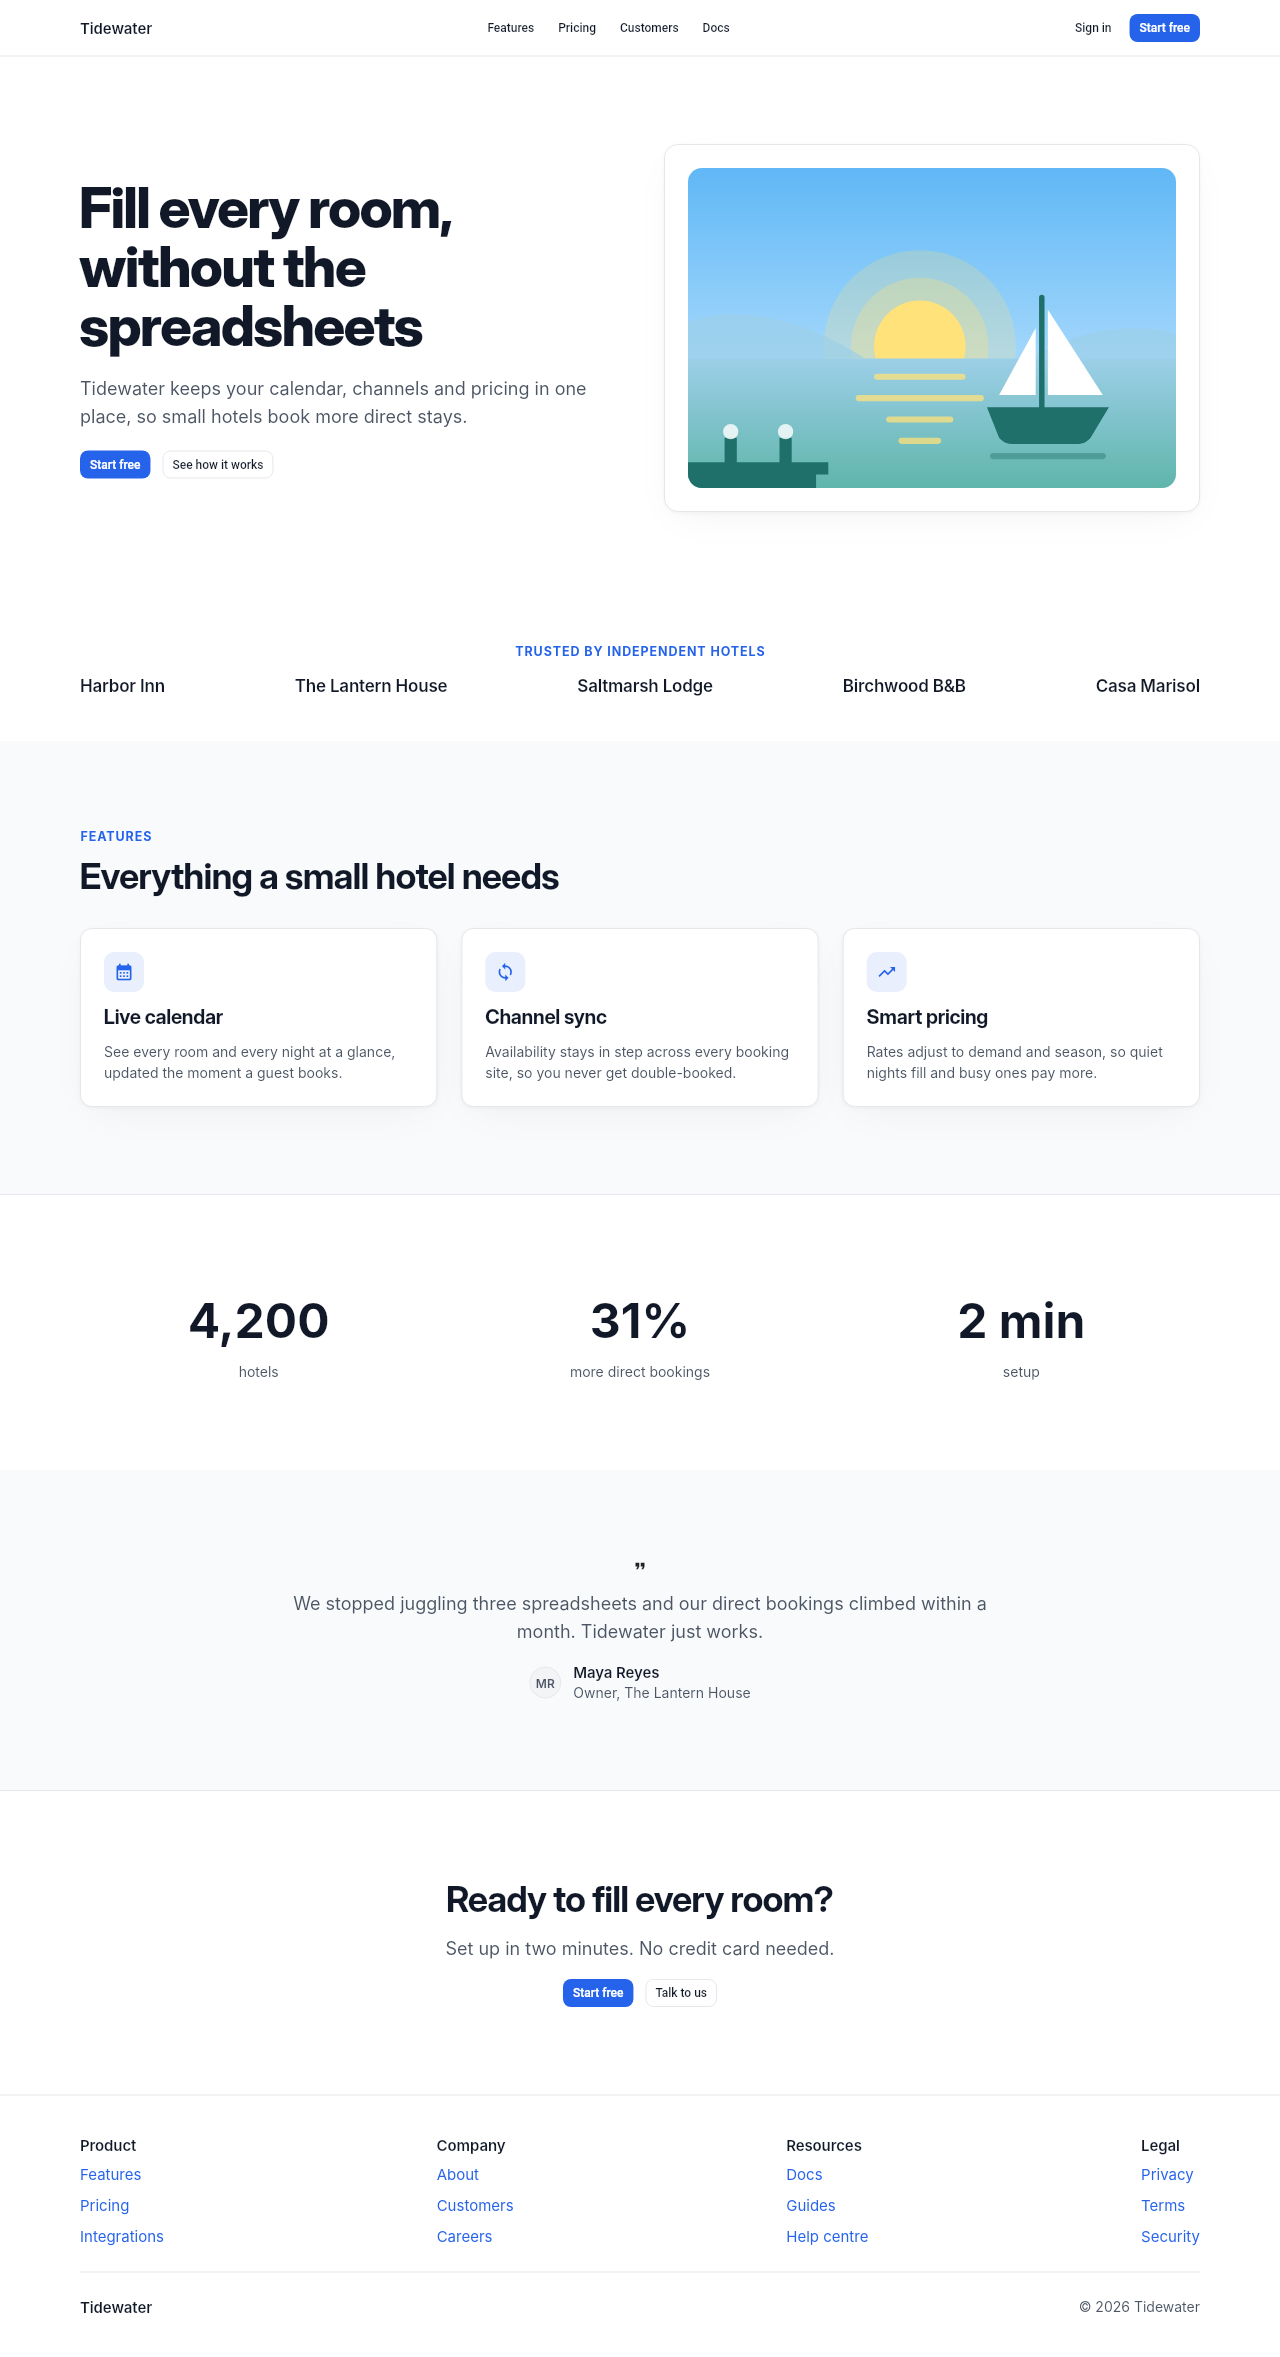 Tidewater
Features
Pricing
Customers
Docs
Sign in
Start free
Fill every room,
without the
spreadsheets
Tidewater keeps your calendar, channels and pricing in one
place, so small hotels book more direct stays.
Start free
See how it works
TRUSTED BY INDEPENDENT HOTELS
Harbor Inn
The Lantern House
Saltmarsh Lodge
Birchwood B&B
Casa Marisol
FEATURES
Everything a small hotel needs
Live calendar
See every room and every night at a glance,
updated the moment a guest books.
Channel sync
Availability stays in step across every booking
site, so you never get double-booked.
Smart pricing
Rates adjust to demand and season, so quiet
nights fill and busy ones pay more.
4,200
hotels
31%
more direct bookings
2 min
setup
”
We stopped juggling three spreadsheets and our direct bookings climbed within a
month. Tidewater just works.
MR
Maya Reyes
Owner, The Lantern House
Ready to fill every room?
Set up in two minutes. No credit card needed.
Start free
Talk to us
Product
Features
Pricing
Integrations
Company
About
Customers
Careers
Resources
Docs
Guides
Help centre
Legal
Privacy
Terms
Security
Tidewater
© 2026 Tidewater